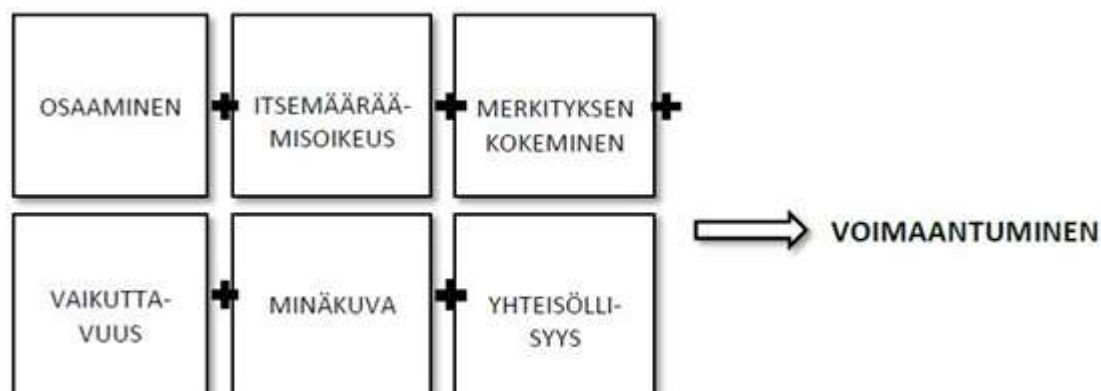 OSAAMINEN
ITSEMÄÄRÄÄ-
MISOIKEUS
MERKITYKSEN
KOKEMINEN
VAIKUTTA-
VUUS
MINÄKUVA
YHTEISÖLLI-
SYYS
VOIMAANTUMINEN